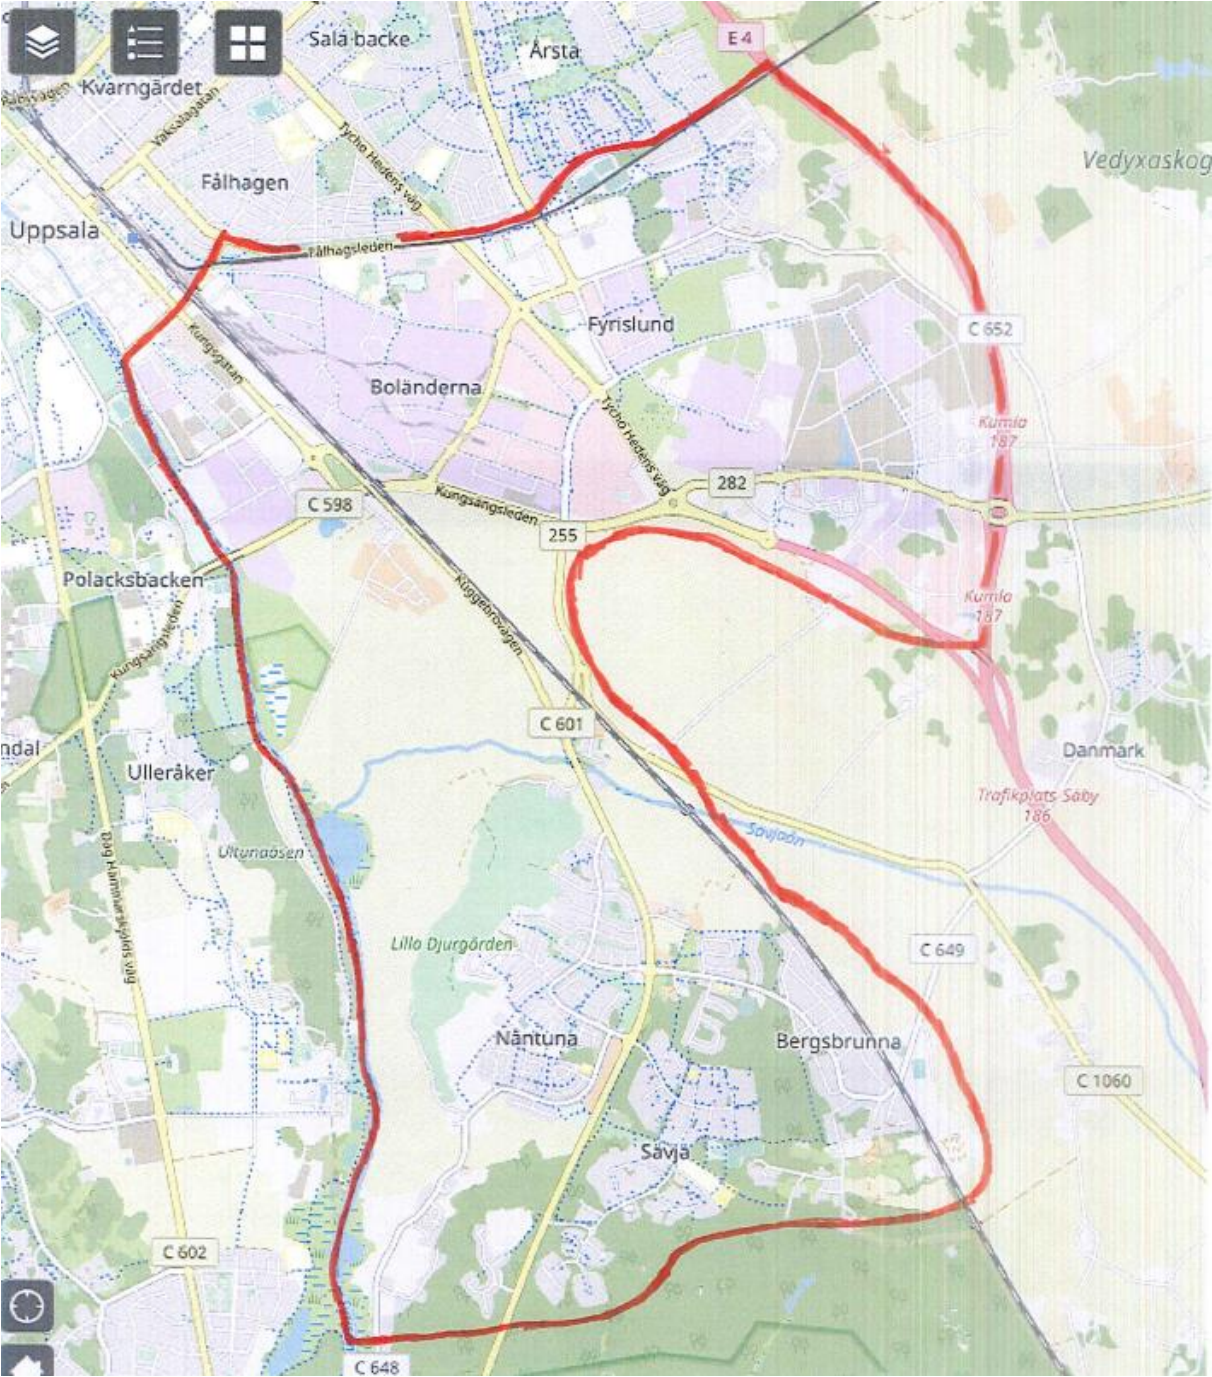 Sala backe
Årsta
E 4
Kvarngärdet
Vaksalagatan
Tycho Hedéns väg
Vedyxaskog
Fålhagen
Uppsala
Fålhagsleden
C 652
Fyrislund
Kungsgatan
Boländerna
Tycho Hedéns väg
Kumla
187
282
C 598
Kungsängsleden
255
Polacksbacken
Kuggebrovägen
Kumla
187
Kungsängsleden
C 601
ndal
Danmark
Ulleråker
Trafikplats Säby
186
Sävjaån
Ultunaåsen
Dag Hammarskjölds väg
Lilla Djurgården
C 649
Nåntuna
Bergsbrunna
C 1060
Sävja
C 602
C 648